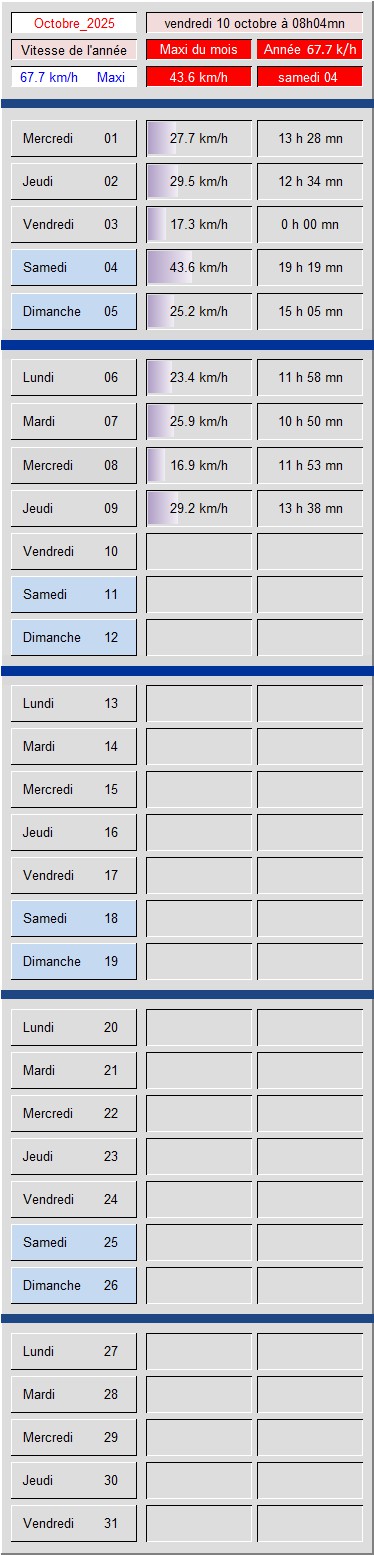 Octobre_2025 vendredi 10 octobre à 08h04mn
Vitesse de l'année Maxi du mois Année 67.7 k/h
67.7 km/h Maxi 43.6 km/h samedi 04
Mercredi 01 27.7 km/h 13 h 28 mn
Jeudi 02 29.5 km/h 12 h 34 mn
Vendredi 03 17.3 km/h 0 h 00 mn
Samedi 04 43.6 km/h 19 h 19 mn
Dimanche 05 25.2 km/h 15 h 05 mn
Lundi 06 23.4 km/h 11 h 58 mn
Mardi 07 25.9 km/h 10 h 50 mn
Mercredi 08 16.9 km/h 11 h 53 mn
Jeudi 09 29.2 km/h 13 h 38 mn
Vendredi 10
Samedi 11
Dimanche 12
Lundi 13
Mardi 14
Mercredi 15
Jeudi 16
Vendredi 17
Samedi 18
Dimanche 19
Lundi 20
Mardi 21
Mercredi 22
Jeudi 23
Vendredi 24
Samedi 25
Dimanche 26
Lundi 27
Mardi 28
Mercredi 29
Jeudi 30
Vendredi 31